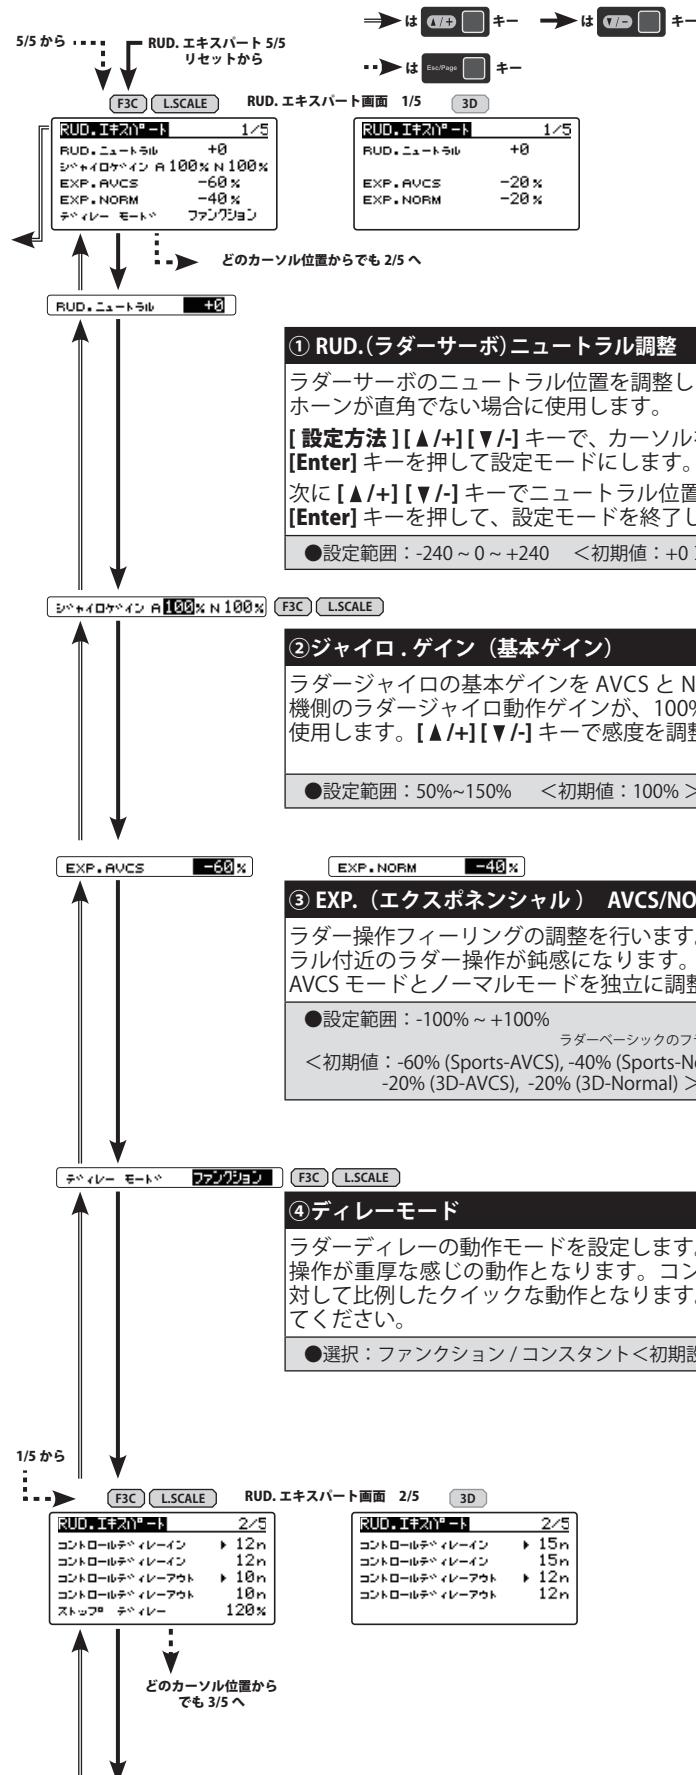 ⇒ は ▲/+ キー → は ▼/- キー
5/5 から
RUD. エキスパート 5/5
リセットから
は Esc/Page キー
F3C L.SCALE RUD. エキスパート画面 1/5 3D
RUD.エキスパート 1/5
RUD.ニュートラル +0
ジャイロゲイン A100% N100%
EXP.AVCS -60%
EXP.NORM -40%
ディレー モード ファンクション
RUD.エキスパート 1/5
RUD.ニュートラル +0
EXP.AVCS -20%
EXP.NORM -20%
どのカーソル位置からでも 2/5 へ
RUD.ニュートラル +0
① RUD.（ラダーサーボ）ニュートラル調整
ラダーサーボのニュートラル位置を調整し
ホーンが直角でない場合に使用します。
[ 設定方法 ] [▲/+] [▼/-] キーで、カーソル
[Enter] キーを押して設定モードにします。
次に [▲/+] [▼/-] キーでニュートラル位置
[Enter] キーを押して、設定モードを終了し
●設定範囲：-240 ~ 0 ~ +240 ＜初期値：+0
ジャイロゲイン A100% N100% F3C L.SCALE
②ジャイロ . ゲイン（基本ゲイン）
ラダージャイロの基本ゲインを AVCS と N
機側のラダージャイロ動作ゲインが、100%
使用します。[▲/+] [▼/-] キーで感度を調整
●設定範囲：50%~150% ＜初期値：100% ＞
EXP.AVCS -60% EXP.NORM -40%
③ EXP.（エクスポネンシャル ） AVCS/NO
ラダー操作フィーリングの調整を行います。
ラル付近のラダー操作が鈍感になります。
AVCS モードとノーマルモードを独立に調整
●設定範囲：-100% ~ +100%
ラダーベーシックのフ
＜初期値：-60% (Sports-AVCS), -40% (Sports-No
-20% (3D-AVCS), -20% (3D-Normal) ＞
ディレー モード ファンクション F3C L.SCALE
④ディレーモード
ラダーディレーの動作モードを設定します。
操作が重厚な感じの動作となります。コン
対して比例したクイックな動作となります。
てください。
●選択：ファンクション / コンスタント＜初期設
1/5 から
F3C L.SCALE RUD. エキスパート画面 2/5 3D
RUD.エキスパート 2/5
コントロールディレーイン ▶ 12n
コントロールディレーイン 12n
コントロールディレーアウト ▶ 10n
コントロールディレーアウト 10n
ストップ ディレー 120%
RUD.エキスパート 2/5
コントロールディレーイン ▶ 15n
コントロールディレーイン 15n
コントロールディレーアウト ▶ 12n
コントロールディレーアウト 12n
どのカーソル位置から
でも 3/5 へ